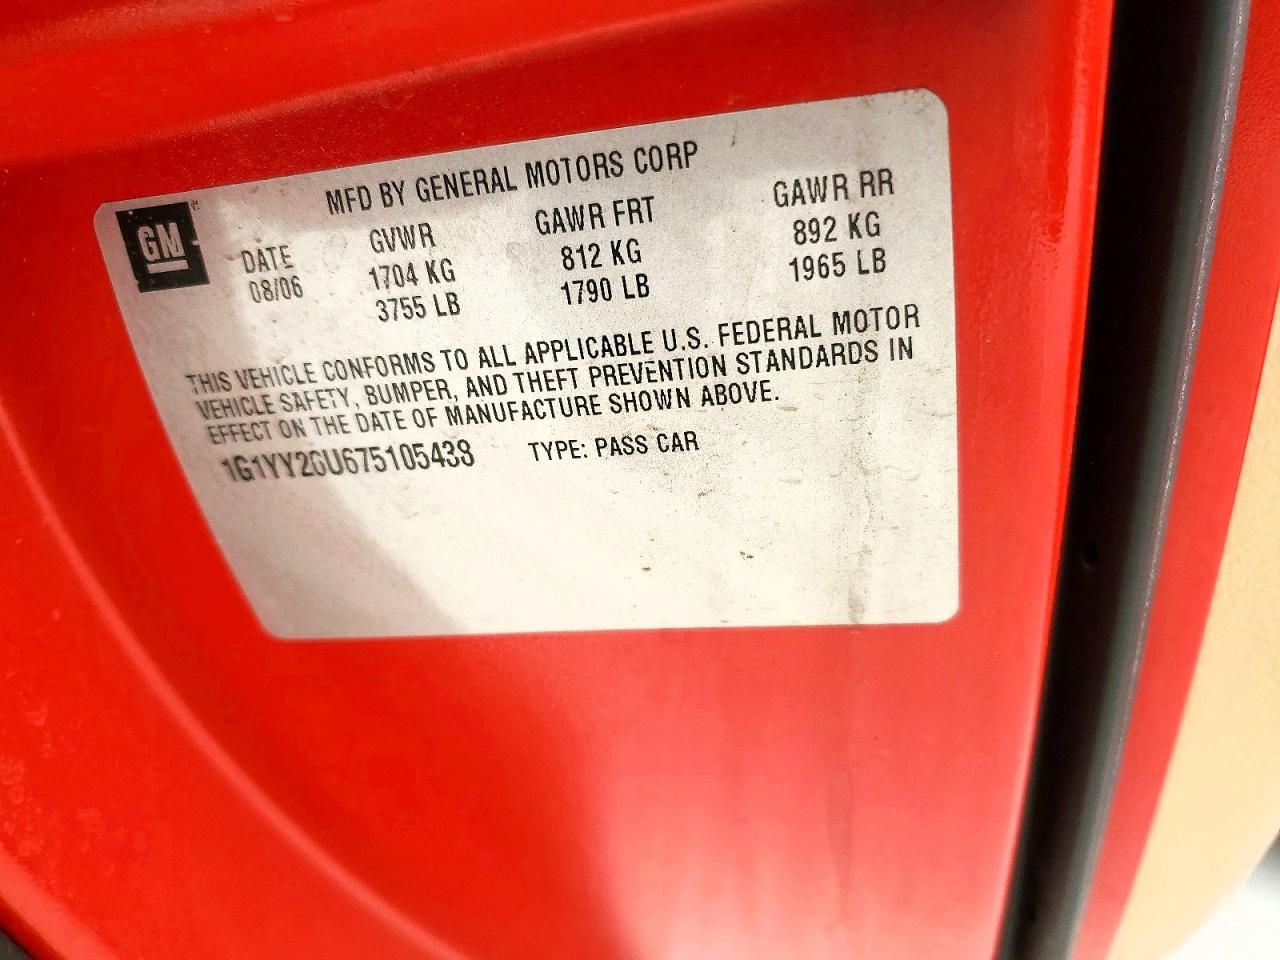 MFD BY GENERAL MOTORS CORP
GM
DATE GVWR GAWR FRT GAWR RR
08/06 1704 KG 812 KG 892 KG
3755 LB 1790 LB 1965 LB
THIS VEHICLE CONFORMS TO ALL APPLICABLE U.S. FEDERAL MOTOR
VEHICLE SAFETY, BUMPER, AND THEFT PREVENTION STANDARDS IN
EFFECT ON THE DATE OF MANUFACTURE SHOWN ABOVE.
1G1YY26U675105438 TYPE: PASS CAR